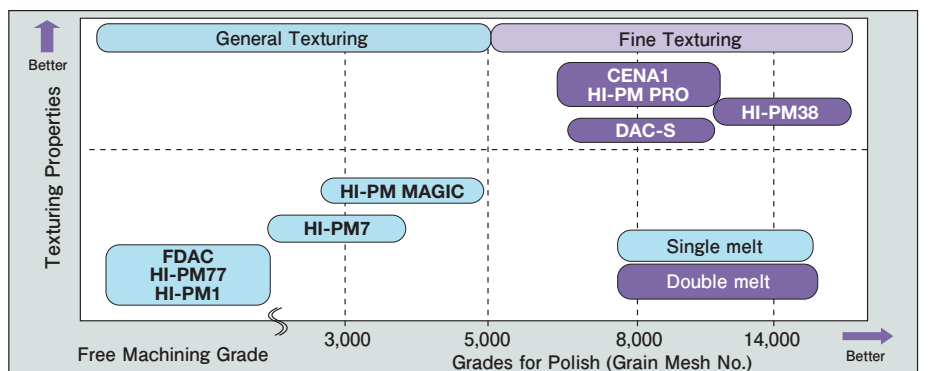 General Texturing
Fine Texturing
Better
Texturing Properties
CENA1
HI-PM PRO
HI-PM38
DAC-S
HI-PM MAGIC
HI-PM7
FDAC
HI-PM77
HI-PM1
Single melt
Double melt
3,000
5,000
8,000
14,000
Free Machining Grade
Grades for Polish (Grain Mesh No.)
Better